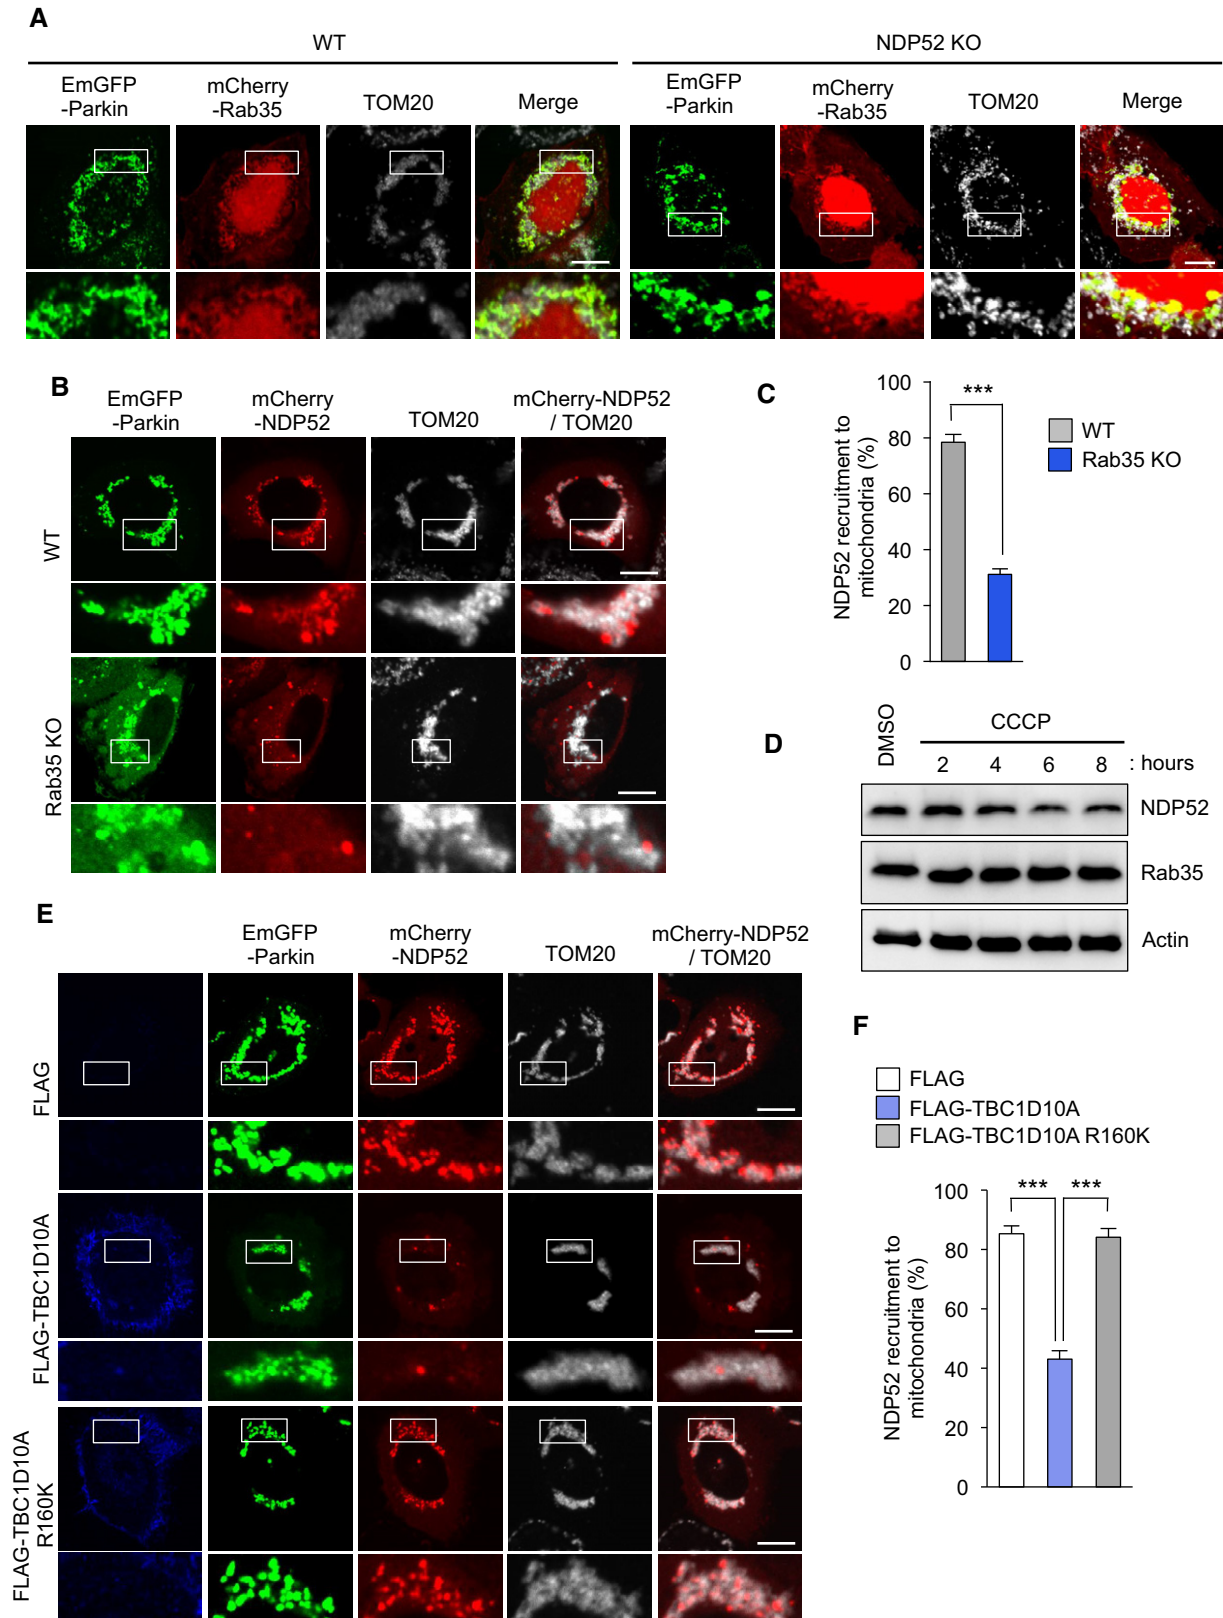 A
WT
NDP52 KO
EmGFP
-Parkin
mCherry
-Rab35
TOM20
Merge
EmGFP
-Parkin
mCherry
-Rab35
TOM20
Merge
B
EmGFP
-Parkin
mCherry
-NDP52
TOM20
mCherry-NDP52
/ TOM20
WT
Rab35 KO
C
NDP52 recruitment to
mitochondria (%)
100
80
60
40
20
0
***
WT
Rab35 KO
D
DMSO
CCCP
2 4 6 8 : hours
NDP52
Rab35
Actin
E
EmGFP
-Parkin
mCherry
-NDP52
TOM20
mCherry-NDP52
/ TOM20
FLAG
FLAG-TBC1D10A
FLAG-TBC1D10A
R160K
F
FLAG
FLAG-TBC1D10A
FLAG-TBC1D10A R160K
NDP52 recruitment to
mitochondria (%)
100
80
60
40
20
0
*** ***